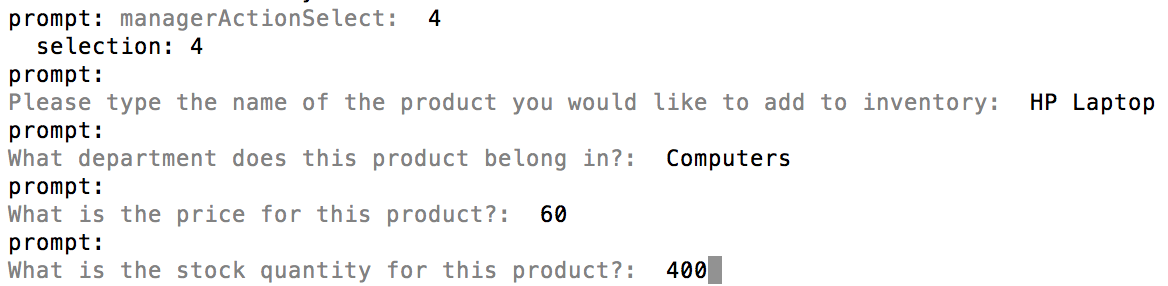 prompt: managerActionSelect:  4
  selection: 4
prompt:
Please type the name of the product you would like to add to inventory:  HP Laptop
prompt:
What department does this product belong in?:  Computers
prompt:
What is the price for this product?:  60
prompt:
What is the stock quantity for this product?:  400